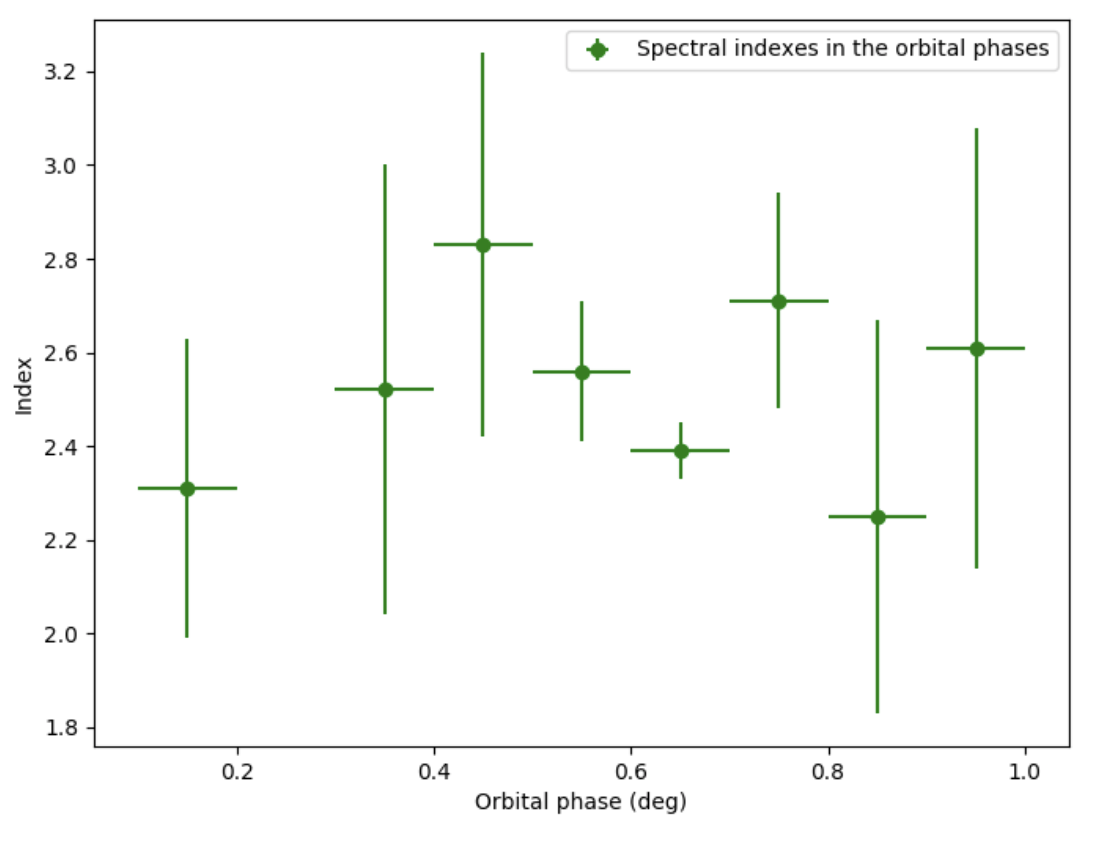 Spectral indexes in the orbital phases
3.2
3.0
2.8
2.6
2.4
2.2
2.0
1.8
Index
0.2 0.4 0.6 0.8 1.0
Orbital phase (deg)